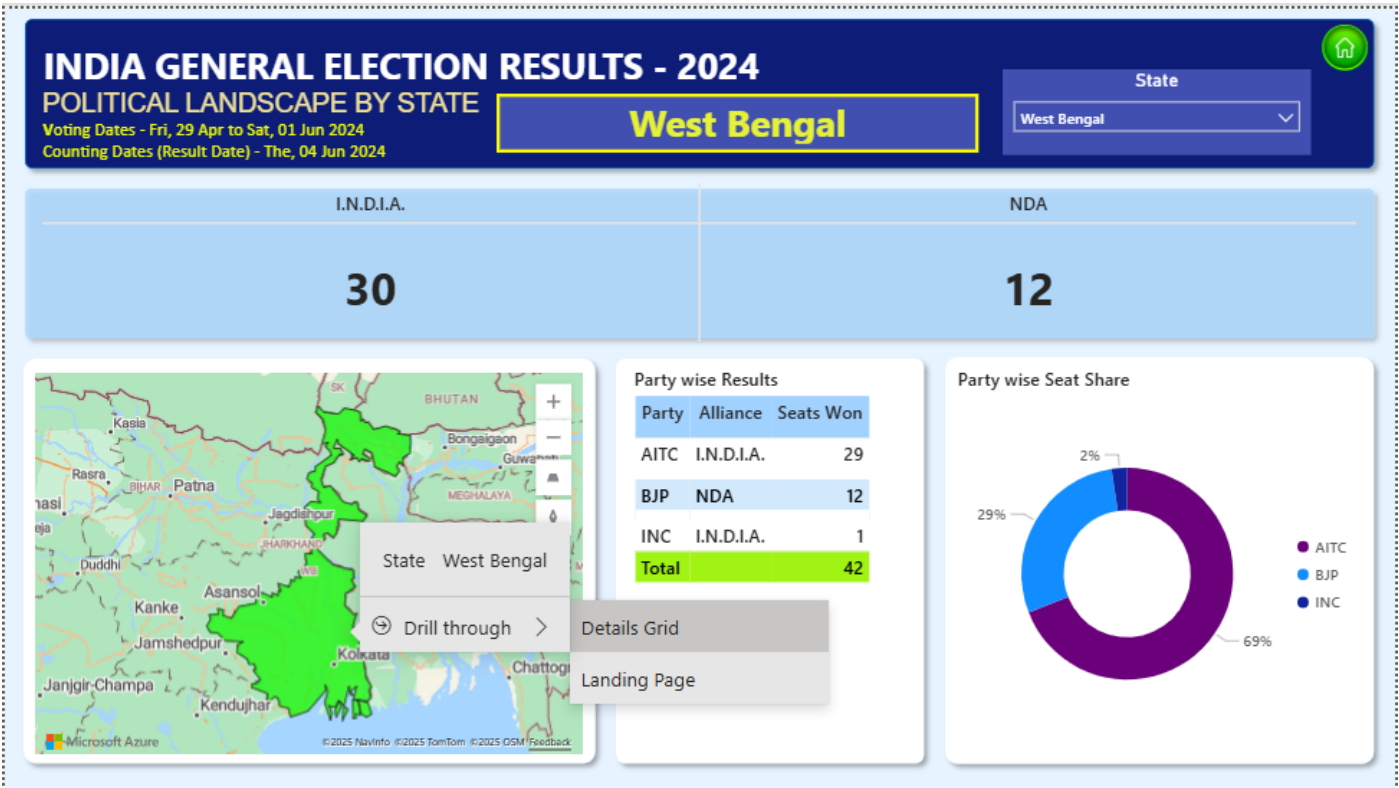 INDIA GENERAL ELECTION RESULTS - 2024
POLITICAL LANDSCAPE BY STATE
Voting Dates - Fri, 29 Apr to Sat, 01 Jun 2024
Counting Dates (Result Date) - The, 04 Jun 2024
West Bengal
State
West Bengal
I.N.D.I.A.
30
NDA
12
SK
BHUTAN
Kasia
Bongaigaon
Rasra
BIHAR
Patna
MEGHALAYA
Jagdishpur
JHARKHAND
Duddhi
WB
Asansol
Kanke
Jamshedpur
Kolkata
Janjgir-Champa
Kendujhar
Microsoft Azure
©2025 NavInfo ©2025 TomTom ©2025 OSM Feedback
State West Bengal
Drill through
Details Grid
Landing Page
Party wise Results
Party Alliance Seats Won
AITC I.N.D.I.A. 29
BJP NDA 12
INC I.N.D.I.A. 1
Total 42
Party wise Seat Share
2%
29%
69%
AITC
BJP
INC